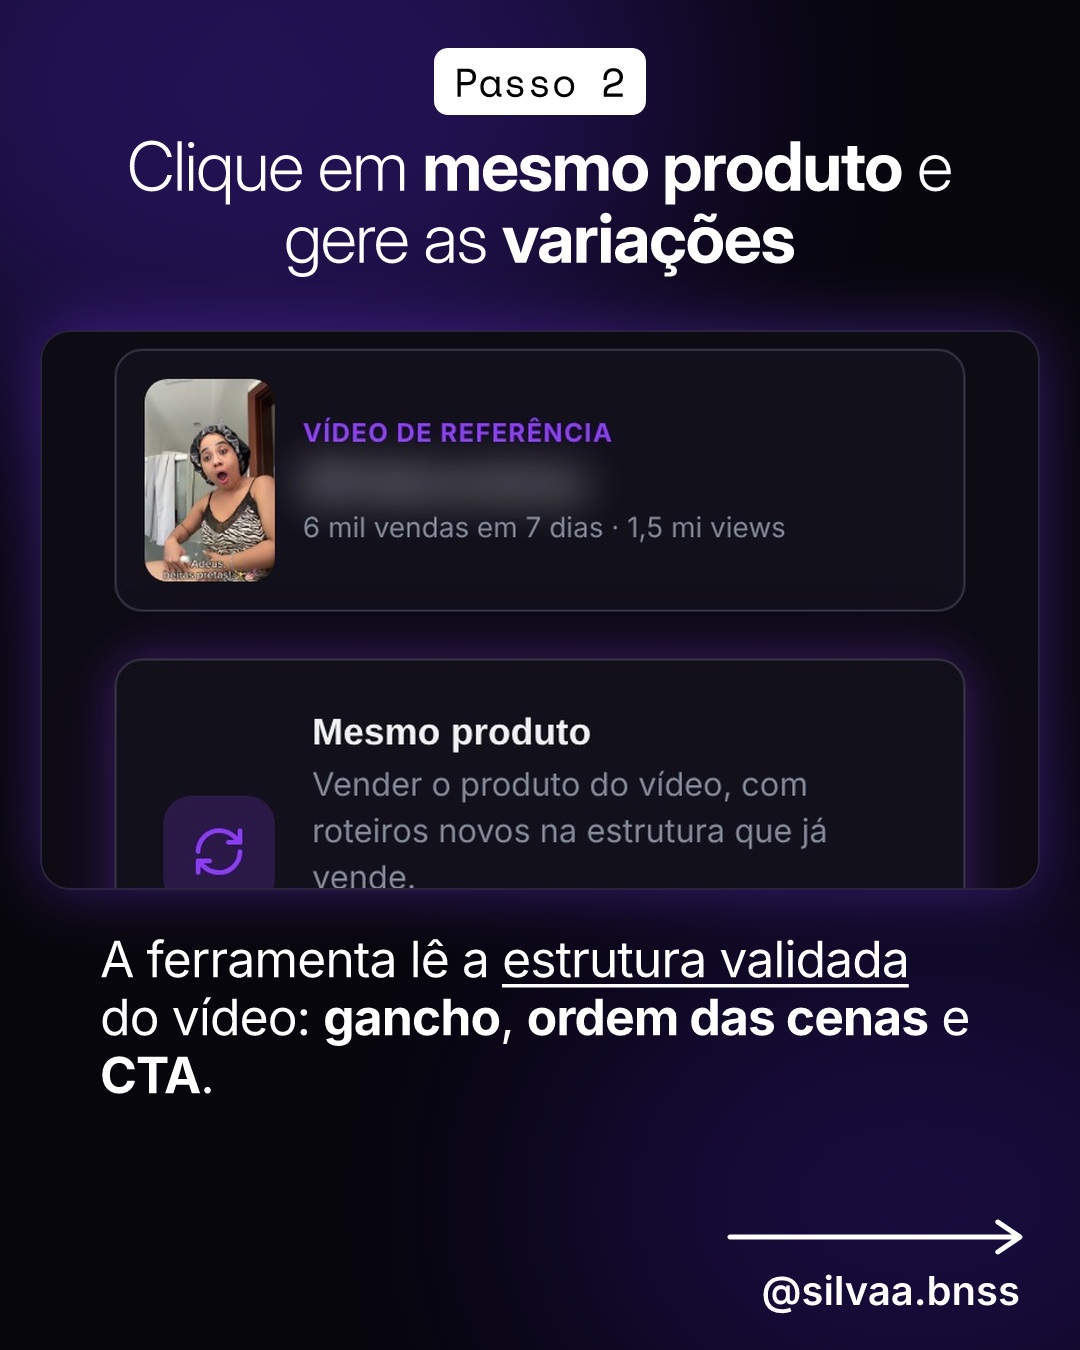 Passo 2
Clique em mesmo produto e
gere as variações
VÍDEO DE REFERÊNCIA
6 mil vendas em 7 dias · 1,5 mi views
Adeus,
pretas!
Mesmo produto
Vender o produto do vídeo, com
roteiros novos na estrutura que já
vende.
A ferramenta lê a estrutura validada
do vídeo: gancho, ordem das cenas e
CTA.
@silvaa.bnss